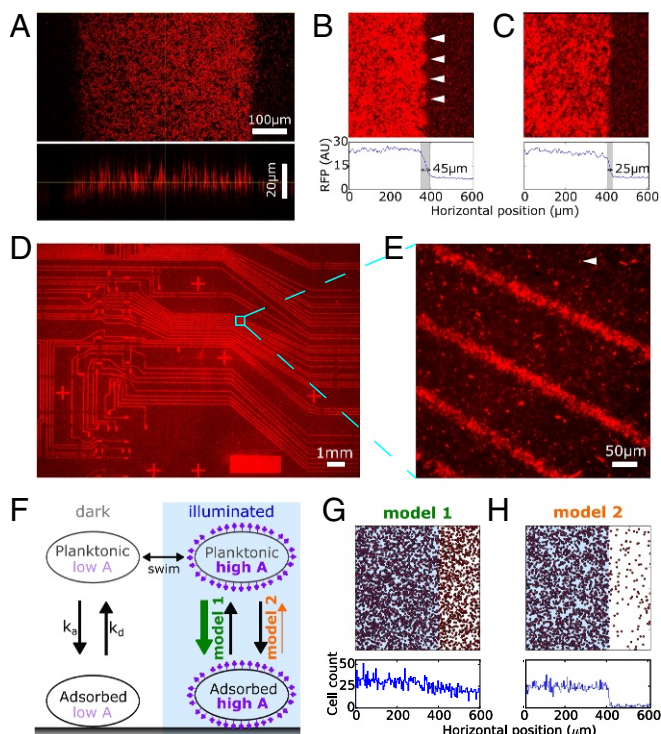 A
100µm
20µm
B
30
15
0
RFP (AU)
45µm
0 200 400 600
C
25µm
0 200 400 600
Horizontal position (µm)
D
1mm
E
50µm
F
dark
illuminated
Planktonic
low A
swim
Planktonic
high A
ka
kd
model 1
model 2
Adsorbed
low A
Adsorbed
high A
G
model 1
Cell count
50
25
0
0 200 400 600
H
model 2
0 200 400 600
Horizontal position (µm)